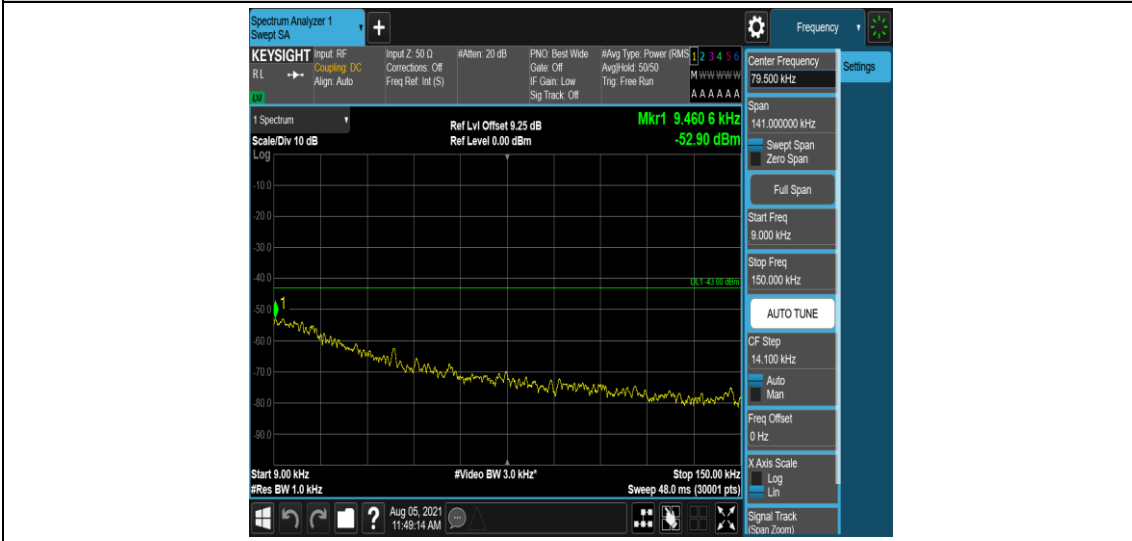 Spectrum Analyzer 1
Swept SA
+
Frequency
KEYSIGHT
RL
Input: RF
Coupling: DC
Align: Auto
Input Z: 50 Ω
Corrections: Off
Freq Ref: Int (S)
#Atten: 20 dB
PNO: Best Wide
Gate: Off
IF Gain: Low
Sig Track: Off
#Avg Type: Power (RMS
Avg|Hold: 50/50
Trig: Free Run
1 2 3 4 5 6
M W W W W W
A A A A A A
1 Spectrum
Scale/Div 10 dB
Log
Ref Lvl Offset 9.25 dB
Ref Level 0.00 dBm
Mkr1 9.460 6 kHz
-52.90 dBm
-10.0
-20.0
-30.0
-40.0
DL1 -43.00 dBm
1
-50.0
-60.0
-70.0
-80.0
-90.0
Start 9.00 kHz
#Res BW 1.0 kHz
#Video BW 3.0 kHz*
Stop 150.00 kHz
Sweep 48.0 ms (30001 pts)
?
Aug 05, 2021
11:49:14 AM
Center Frequency
79.500 kHz
Settings
Span
141.000000 kHz
Swept Span
Zero Span
Full Span
Start Freq
9.000 kHz
Stop Freq
150.000 kHz
AUTO TUNE
CF Step
14.100 kHz
Auto
Man
Freq Offset
0 Hz
X Axis Scale
Log
Lin
Signal Track
(Span Zoom)